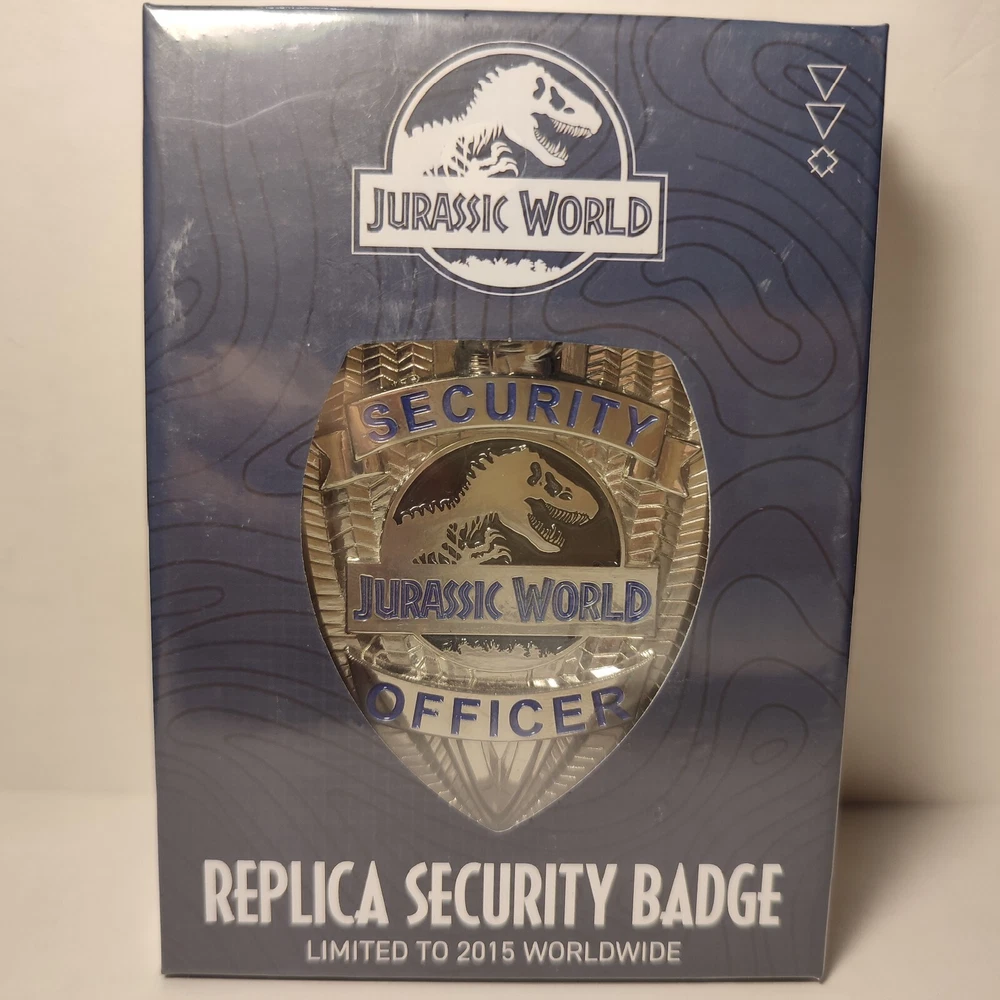 JURASSIC WORLD
SECURITY
JURASSIC WORLD
OFFICER
REPLICA SECURITY BADGE
LIMITED TO 2015 WORLDWIDE